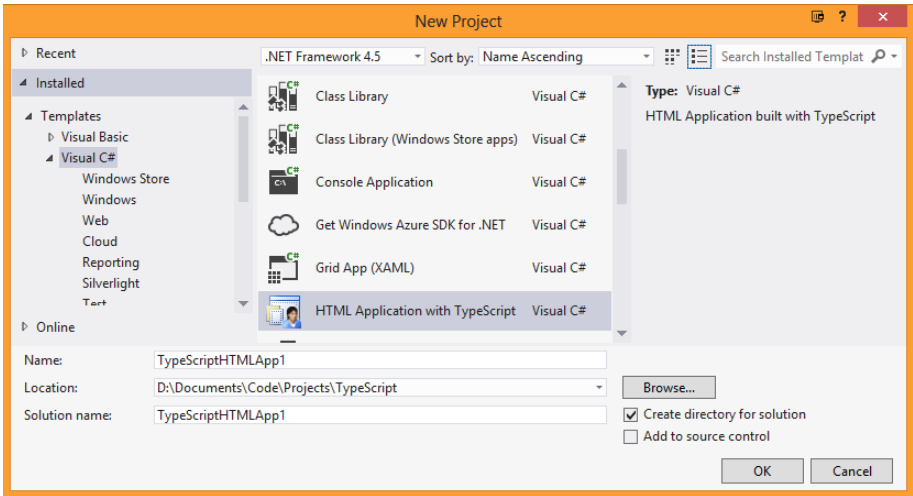 New Project
?
Recent
.NET Framework 4.5
Sort by: Name Ascending
Search Installed Templat
Installed
Templates
Visual Basic
Visual C#
Windows Store
Windows
Web
Cloud
Reporting
Silverlight
Test
Online
C#
Class Library Visual C#
C#
Class Library (Windows Store apps) Visual C#
C#
C:\
Console Application Visual C#
Get Windows Azure SDK for .NET Visual C#
C#
Grid App (XAML) Visual C#
HTML Application with TypeScript Visual C#
Type: Visual C#
HTML Application built with TypeScript
Name: TypeScriptHTMLApp1
Location: D:\Documents\Code\Projects\TypeScript
Browse...
Solution name: TypeScriptHTMLApp1
Create directory for solution
Add to source control
OK Cancel